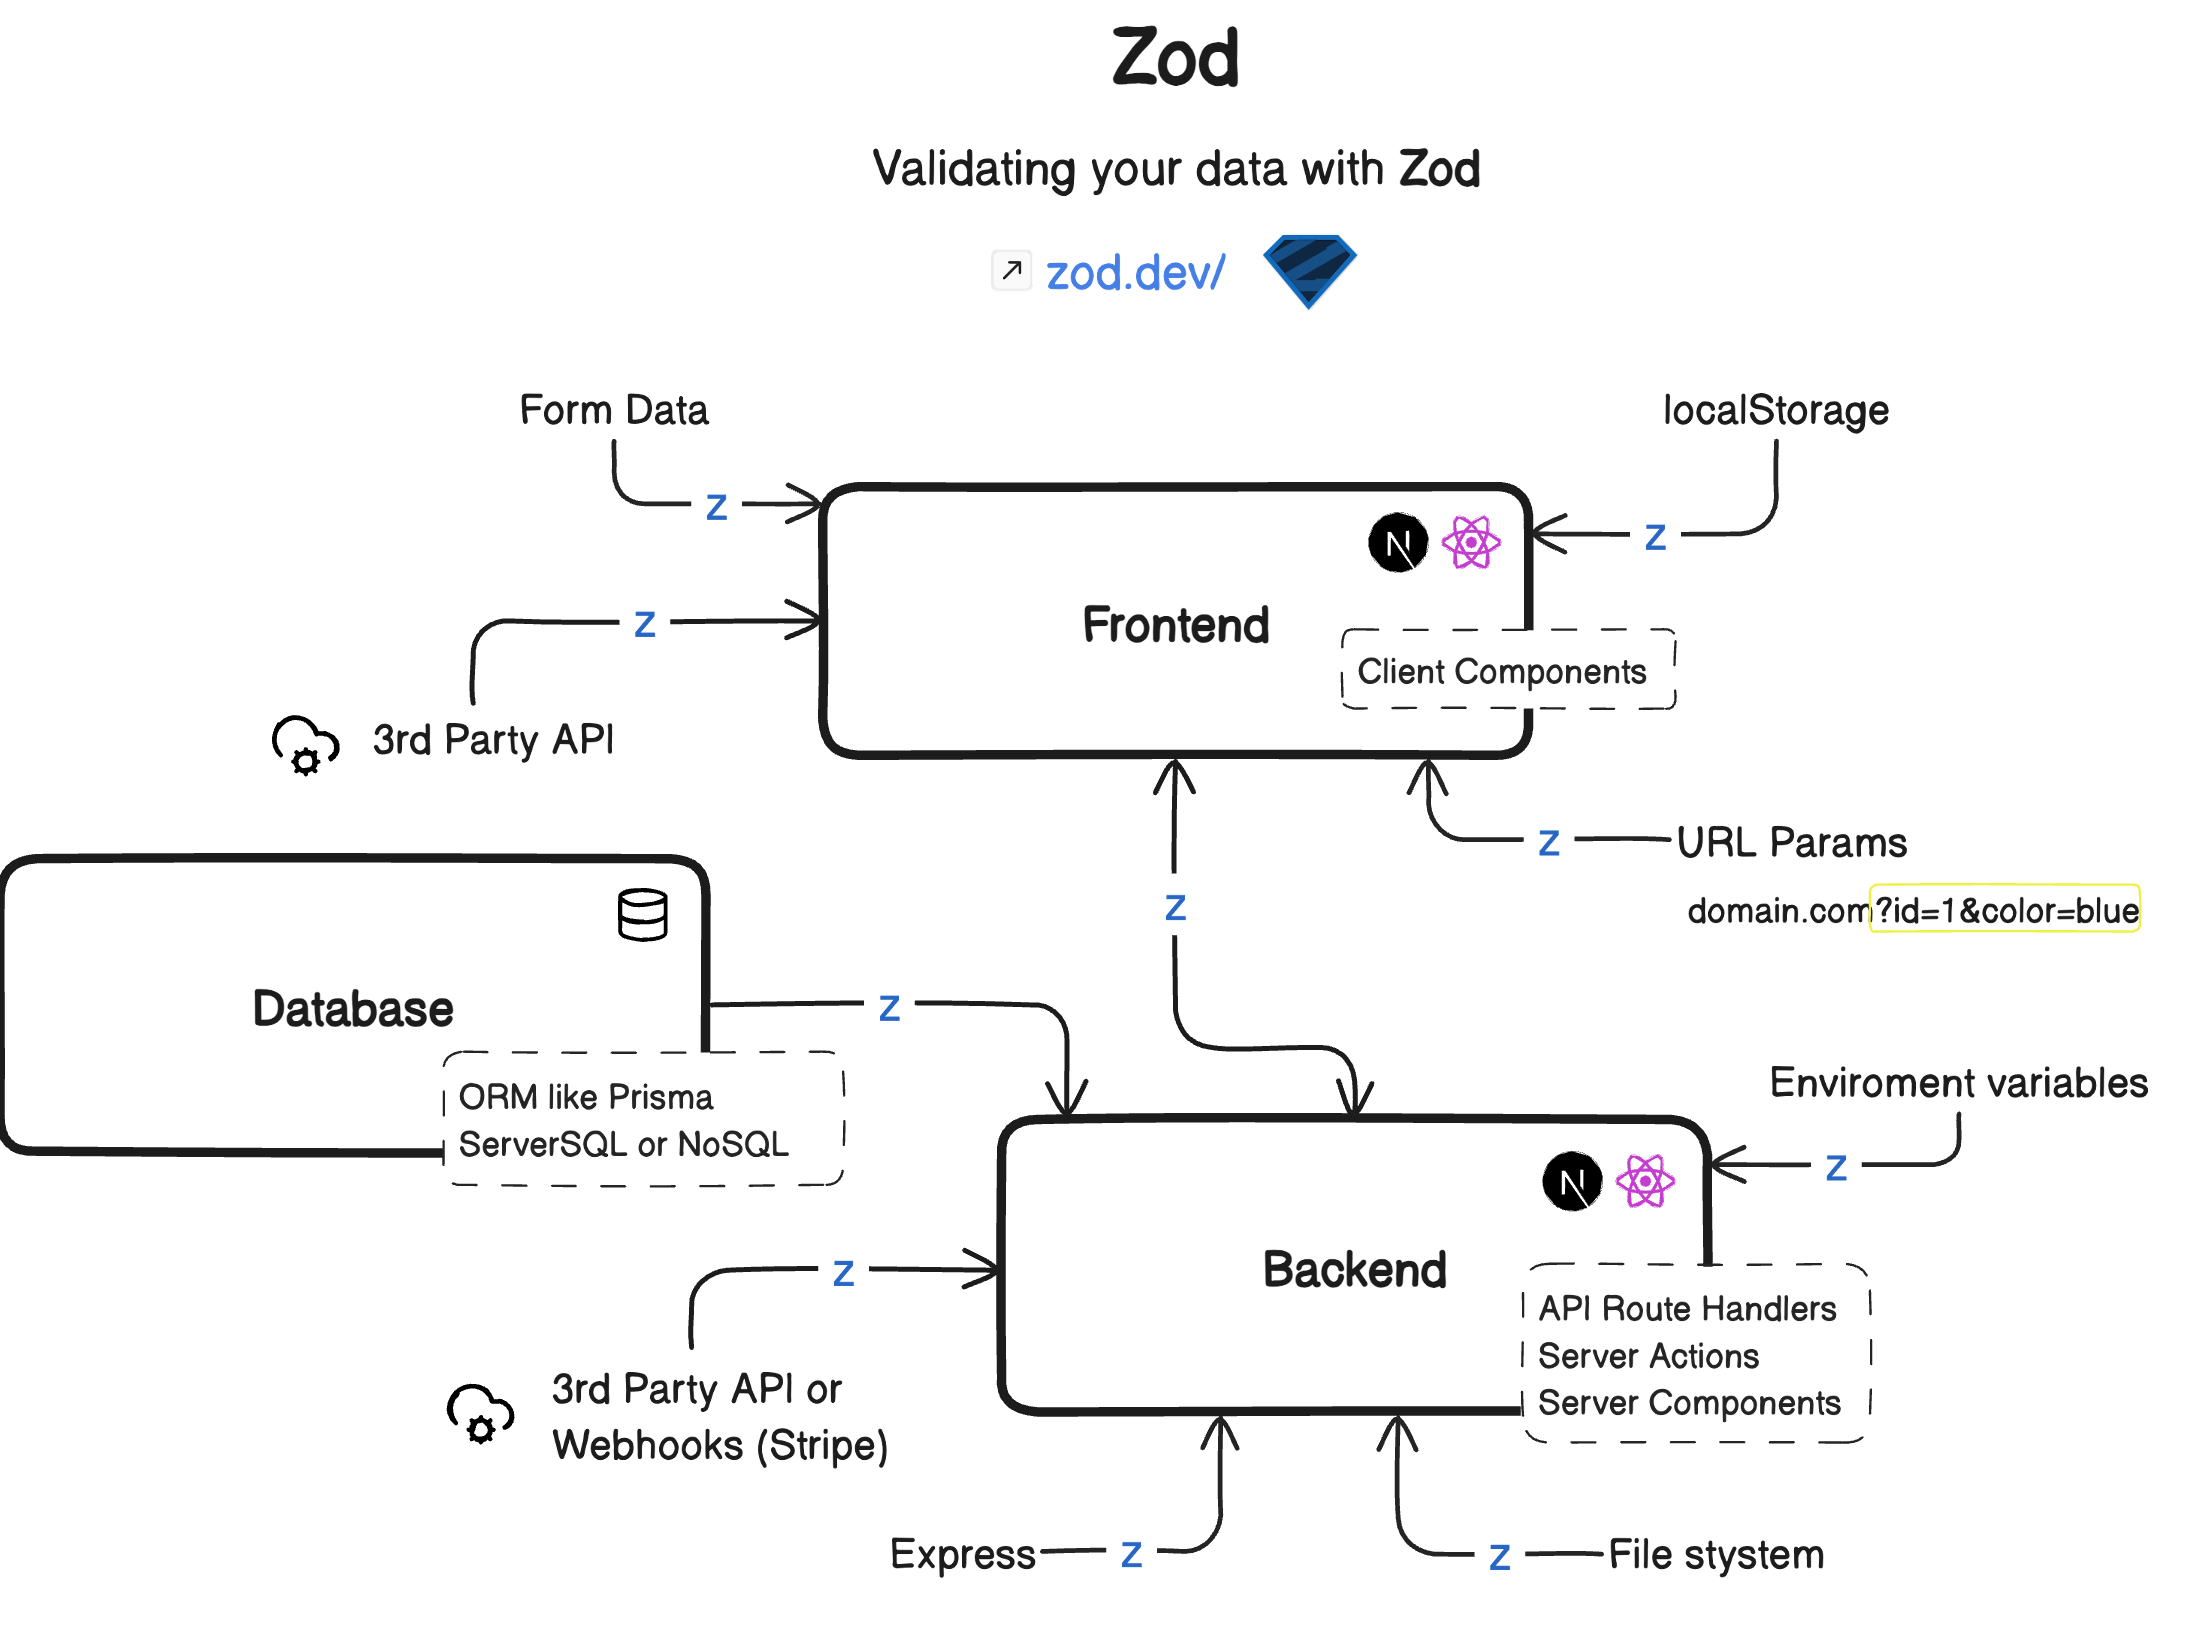 Zod
Validating your data with Zod
zod.dev/
Form Data
localStorage
z
z
N
Frontend
z
Client Components
3rd Party API
z
URL Params
z
domain.com?id=1&color=blue
Database
z
ORM like Prisma
ServerSQL or NoSQL
Enviroment variables
z
N
Backend
z
API Route Handlers
Server Actions
Server Components
3rd Party API or
Webhooks (Stripe)
Express
z
z
File stystem